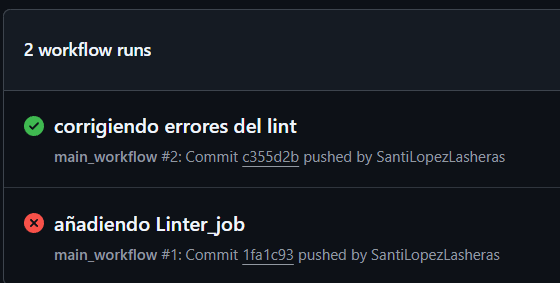 2 workflow runs
corrigiendo errores del lint
main_workflow #2: Commit c355d2b pushed by SantiLopezLasheras
añadiendo Linter_job
main_workflow #1: Commit 1fa1c93 pushed by SantiLopezLasheras